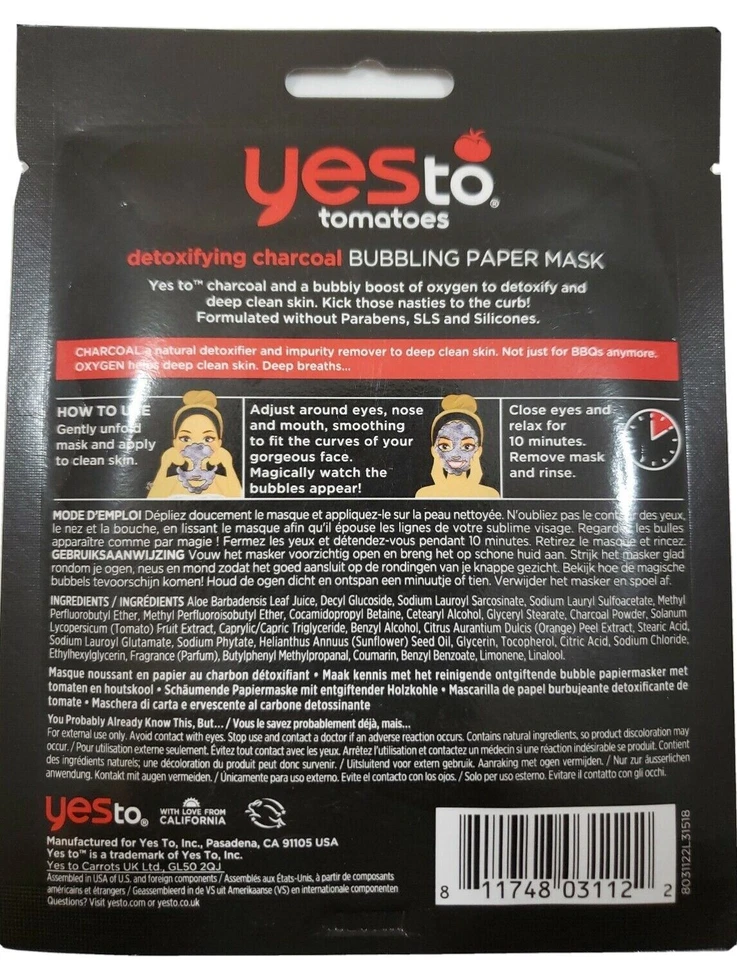 yes to®
tomatoes
detoxifying charcoal BUBBLING PAPER MASK
Yes to™ charcoal and a bubbly boost of oxygen to detoxify and
deep clean skin. Kick those nasties to the curb!
Formulated without Parabens, SLS and Silicones.
CHARCOAL a natural detoxifier and impurity remover to deep clean skin. Not just for BBQs anymore.
OXYGEN helps deep clean skin. Deep breaths...
HOW TO USE
Gently unfold
mask and apply
to clean skin.
Adjust around eyes, nose
and mouth, smoothing
to fit the curves of your
gorgeous face.
Magically watch the
bubbles appear!
Close eyes and
relax for
10 minutes.
Remove mask
and rinse.
MODE D'EMPLOI Dépliez doucement le masque et appliquez-le sur la peau nettoyée. N'oubliez pas le contour des yeux,
le nez et la bouche, en lissant le masque afin qu'il épouse les lignes de votre sublime visage. Regardez les bulles
apparaître comme par magie ! Fermez les yeux et détendez-vous pendant 10 minutes. Retirez le masque et rincez.
GEBRUIKSAANWIJZING Vouw het masker voorzichtig open en breng het op schone huid aan. Strijk het masker glad
rondom je ogen, neus en mond zodat het goed aansluit op de rondingen van je knappe gezicht. Bekijk hoe de magische
bubbels tevoorschijn komen! Houd de ogen dicht en ontspan een minuutje of tien. Verwijder het masker en spoel af.
INGREDIENTS / INGRÉDIENTS Aloe Barbadensis Leaf Juice, Decyl Glucoside, Sodium Lauroyl Sarcosinate, Sodium Lauryl Sulfoacetate, Methyl
Perfluorobutyl Ether, Methyl Perfluoroisobutyl Ether, Cocamidopropyl Betaine, Cetearyl Alcohol, Glyceryl Stearate, Charcoal Powder, Solanum
Lycopersicum (Tomato) Fruit Extract, Caprylic/Capric Triglyceride, Benzyl Alcohol, Citrus Aurantium Dulcis (Orange) Peel Extract, Stearic Acid,
Sodium Lauroyl Glutamate, Sodium Phytate, Helianthus Annuus (Sunflower) Seed Oil, Glycerin, Tocopherol, Citric Acid, Sodium Chloride,
Ethylhexylglycerin, Fragrance (Parfum), Butylphenyl Methylpropanal, Coumarin, Benzyl Benzoate, Limonene, Linalool.
Masque noussant en papier au charbon détoxifiant • Maak kennis met het reinigende ontgiftende bubble papiermasker met
tomaten en houtskool • Schäumende Papiermaske mit entgiftender Holzkohle • Mascarilla de papel burbujeante detoxificante de
tomate • Maschera di carta e ervescente al carbone detossinante
You Probably Already Know This, But... / Vous le savez probablement déjà, mais...
For external use only. Avoid contact with eyes. Stop use and contact a doctor if an adverse reaction occurs. Contains natural ingredients, so product discoloration may
occur. / Pour utilisation externe seulement. Évitez tout contact avec les yeux. Arrêtez l'utilisation et contactez un médecin si une réaction indésirable se produit. Contient
des ingrédients naturels; une décoloration du produit peut donc survenir. / Uitsluitend voor extern gebruik. Aanraking met ogen vermijden. / Nur zur äusserlichen
anwendung. Kontakt mit augen vermeiden. / Únicamente para uso externo. Evite el contacto con los ojos. / Solo per uso esterno. Evitare il contatto con gli occhi.
yes to®
WITH LOVE FROM
CALIFORNIA
Manufactured for Yes To, Inc., Pasadena, CA 91105 USA
Yes to™ is a trademark of Yes To, Inc.
Yes to Carrots UK Ltd., GL50 2QJ
Assembled in USA of U.S. and foreign components / Assemblés aux États-Unis, à partir de composants
américains et étrangers / Geassembleerd in de VS uit Amerikaanse (VS) en internationale componenten
Questions? Visit yesto.com or yesto.co.uk
8 11748 03112 2
8031122L31518